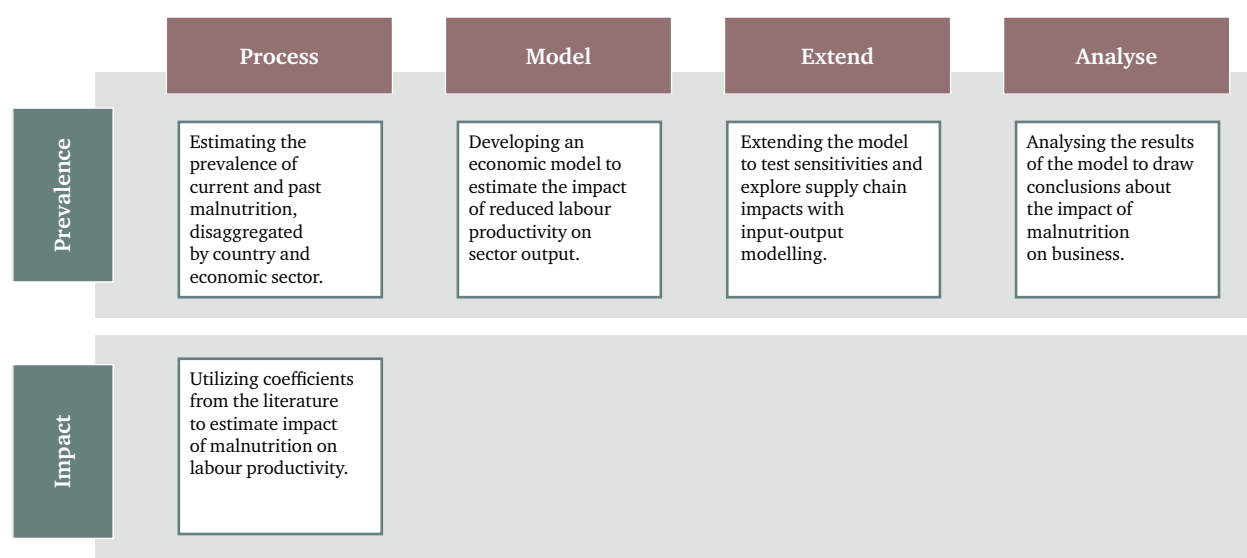 Process
Model
Extend
Analyse
Prevalence
Estimating the
prevalence of
current and past
malnutrition,
disaggregated
by country and
economic sector.
Developing an
economic model to
estimate the impact
of reduced labour
productivity on
sector output.
Extending the model
to test sensitivities and
explore supply chain
impacts with
input-output
modelling.
Analysing the results
of the model to draw
conclusions about
the impact of
malnutrition
on business.
Impact
Utilizing coefficients
from the literature
to estimate impact
of malnutrition on
labour productivity.